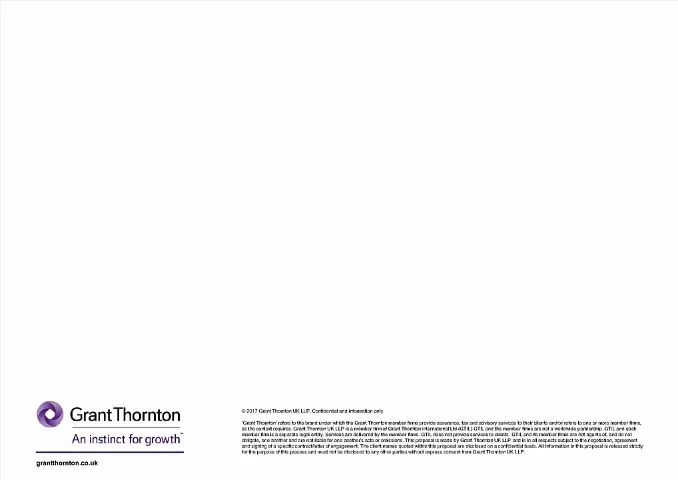 GrantThornton
An instinct for growth™
grantthornton.co.uk
© 2017 Grant Thornton UK LLP. Confidential and information only.
'Grant Thornton' refers to the brand under which the Grant Thornton member firms provide assurance, tax and advisory services to their clients and/or refers to one or more member firms,
as the context requires. Grant Thornton UK LLP is a member firm of Grant Thornton International Ltd (GTIL). GTIL and the member firms are not a worldwide partnership. GTIL and each
member firm is a separate legal entity. Services are delivered by the member firms. GTIL does not provide services to clients. GTIL and its member firms are not agents of, and do not
obligate, one another and are not liable for one another's acts or omissions. This proposal is made by Grant Thornton UK LLP and is in all respects subject to the negotiation, agreement
and signing of a specific contract/letter of engagement. The client names quoted within this proposal are disclosed on a confidential basis. All information in this proposal is released strictly
for the purpose of this process and must not be disclosed to any other parties without express consent from Grant Thornton UK LLP.